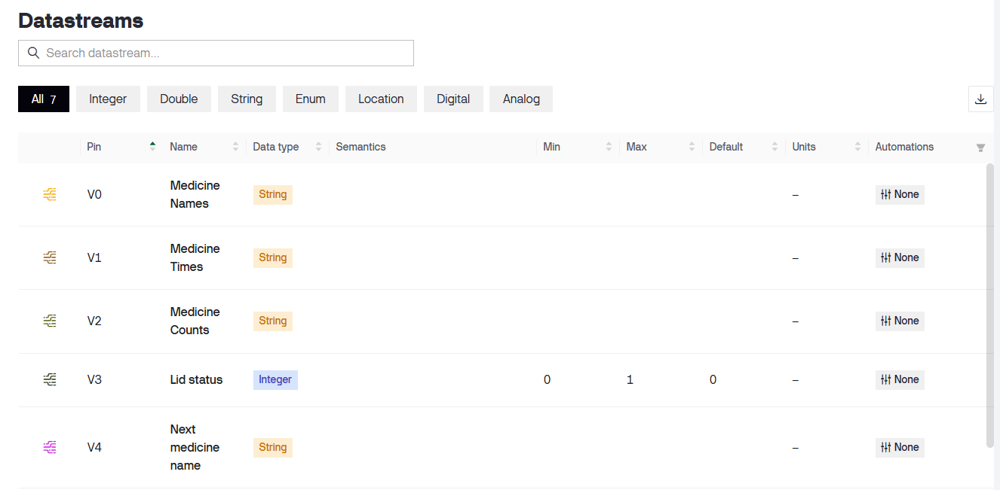 Datastreams
Search datastream...
All 7 Integer Double String Enum Location Digital Analog
Pin Name Data type Semantics Min Max Default Units Automations
V0 Medicine Names String – None
V1 Medicine Times String – None
V2 Medicine Counts String – None
V3 Lid status Integer 0 1 0 – None
V4 Next medicine name String – None